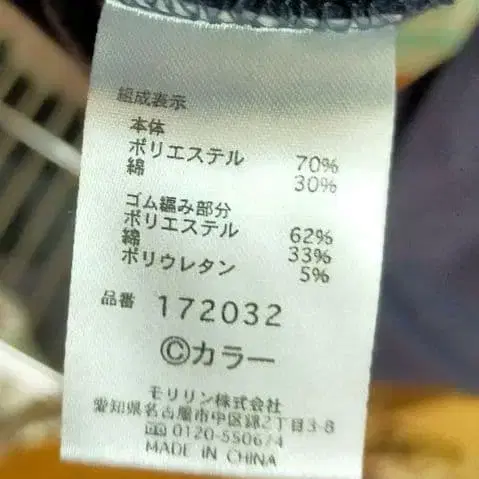 組成表示
本体
ポリエステル 70%
綿 30%
ゴム編み部分
ポリエステル 62%
綿 33%
ポリウレタン 5%
品番 172032
©カラー
モリリン株式会社
愛知県名古屋市中区錦2丁目3-8
0120-550674
MADE IN CHINA